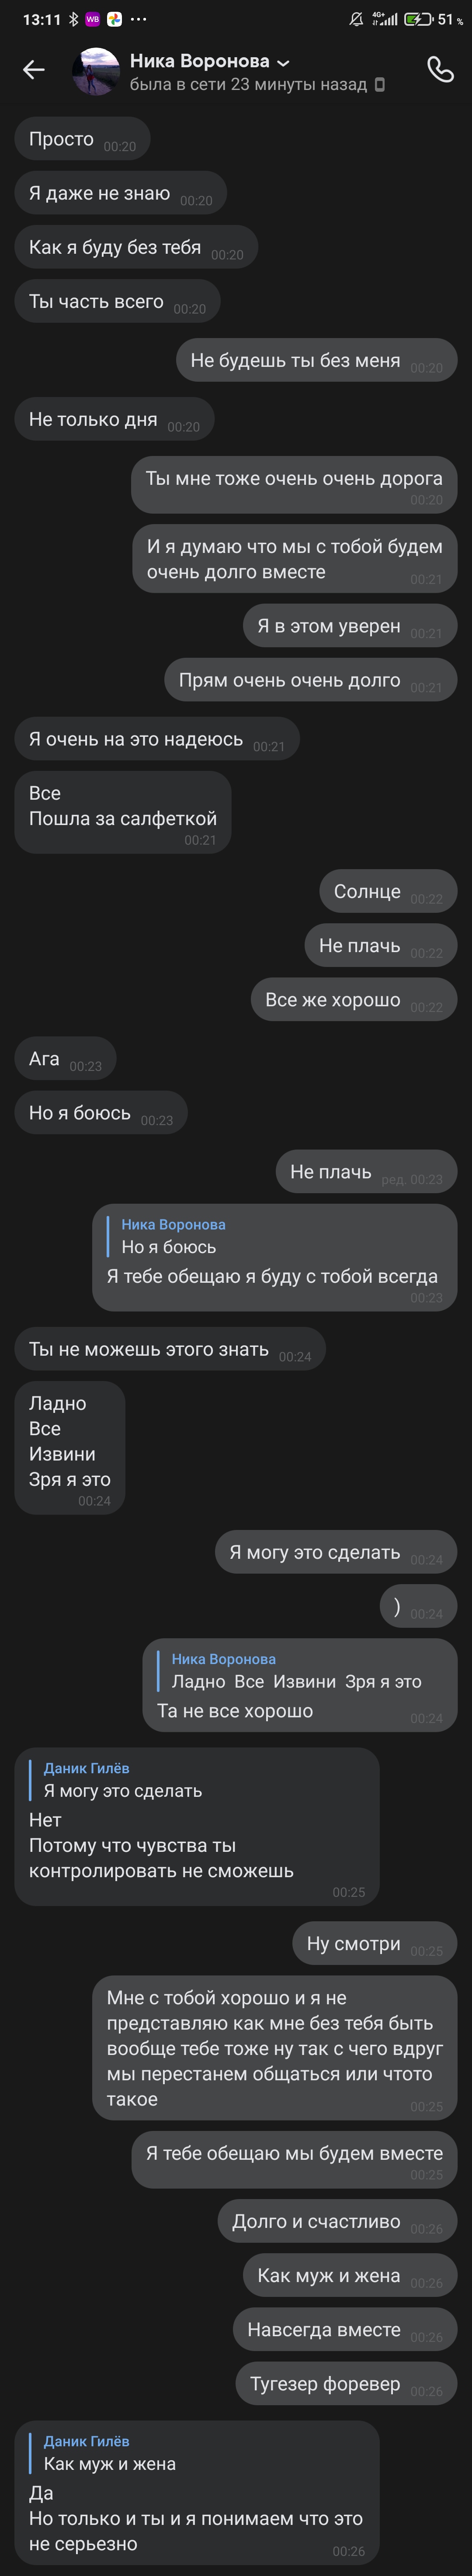 13:11 WB ... 4G+ 51 %
Ника Воронова
была в сети 23 минуты назад
Просто 00:20
Я даже не знаю 00:20
Как я буду без тебя 00:20
Ты часть всего 00:20
Не будешь ты без меня 00:20
Не только дня 00:20
Ты мне тоже очень очень дорога
00:20
И я думаю что мы с тобой будем
очень долго вместе 00:21
Я в этом уверен 00:21
Прям очень очень долго 00:21
Я очень на это надеюсь 00:21
Все
Пошла за салфеткой
00:21
Солнце 00:22
Не плачь 00:22
Все же хорошо 00:22
Ага 00:23
Но я боюсь 00:23
Не плачь ред. 00:23
Ника Воронова
Но я боюсь
Я тебе обещаю я буду с тобой всегда
00:23
Ты не можешь этого знать 00:24
Ладно
Все
Извини
Зря я это
00:24
Я могу это сделать 00:24
) 00:24
Ника Воронова
Ладно Все Извини Зря я это
Та не все хорошо 00:24
Даник Гилёв
Я могу это сделать
Нет
Потому что чувства ты
контролировать не сможешь
00:25
Ну смотри 00:25
Мне с тобой хорошо и я не
представляю как мне без тебя быть
вообще тебе тоже ну так с чего вдруг
мы перестанем общаться или чтото
такое 00:25
Я тебе обещаю мы будем вместе
00:25
Долго и счастливо 00:26
Как муж и жена 00:26
Навсегда вместе 00:26
Тугезер форевер 00:26
Даник Гилёв
Как муж и жена
Да
Но только и ты и я понимаем что это
не серьезно 00:26